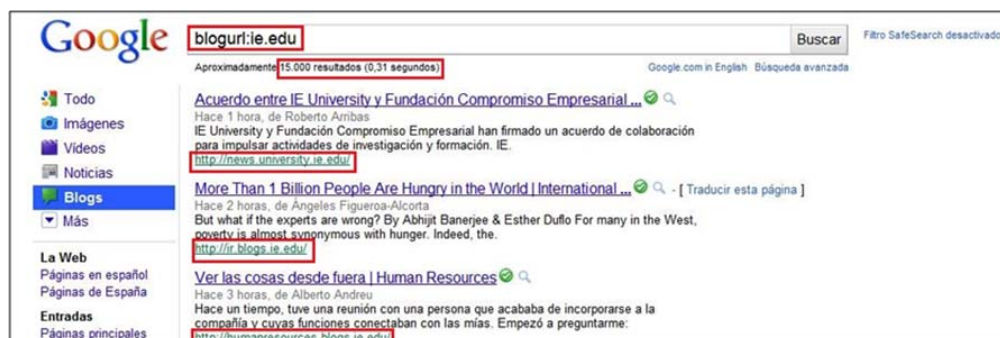 Google
blogurl:ie.edu
Buscar
Filtro SafeSearch desactivado
Aproximadamente 15.000 resultados (0,31 segundos)
Google.com in English Búsqueda avanzada
Todo
Imágenes
Vídeos
Noticias
Blogs
Más
La Web
Páginas en español
Páginas de España
Entradas
Páginas principales
Acuerdo entre IE University y Fundación Compromiso Empresarial ...
Hace 1 hora, de Roberto Arribas
IE University y Fundación Compromiso Empresarial han firmado un acuerdo de colaboración
para impulsar actividades de investigación y formación. IE.
http://news.university.ie.edu/
More Than 1 Billion People Are Hungry in the World | International ... - [ Traducir esta página ]
Hace 2 horas, de Ángeles Figueroa-Alcorta
But what if the experts are wrong? By Abhijit Banerjee & Esther Duflo For many in the West,
poverty is almost synonymous with hunger. Indeed, the.
http://ir.blogs.ie.edu/
Ver las cosas desde fuera | Human Resources
Hace 3 horas, de Alberto Andreu
Hace un tiempo, tuve una reunión con una persona que acababa de incorporarse a la
compañía y cuyas funciones conectaban con las mías. Empezó a preguntarme:
http://humanresources.blogs.ie.edu/